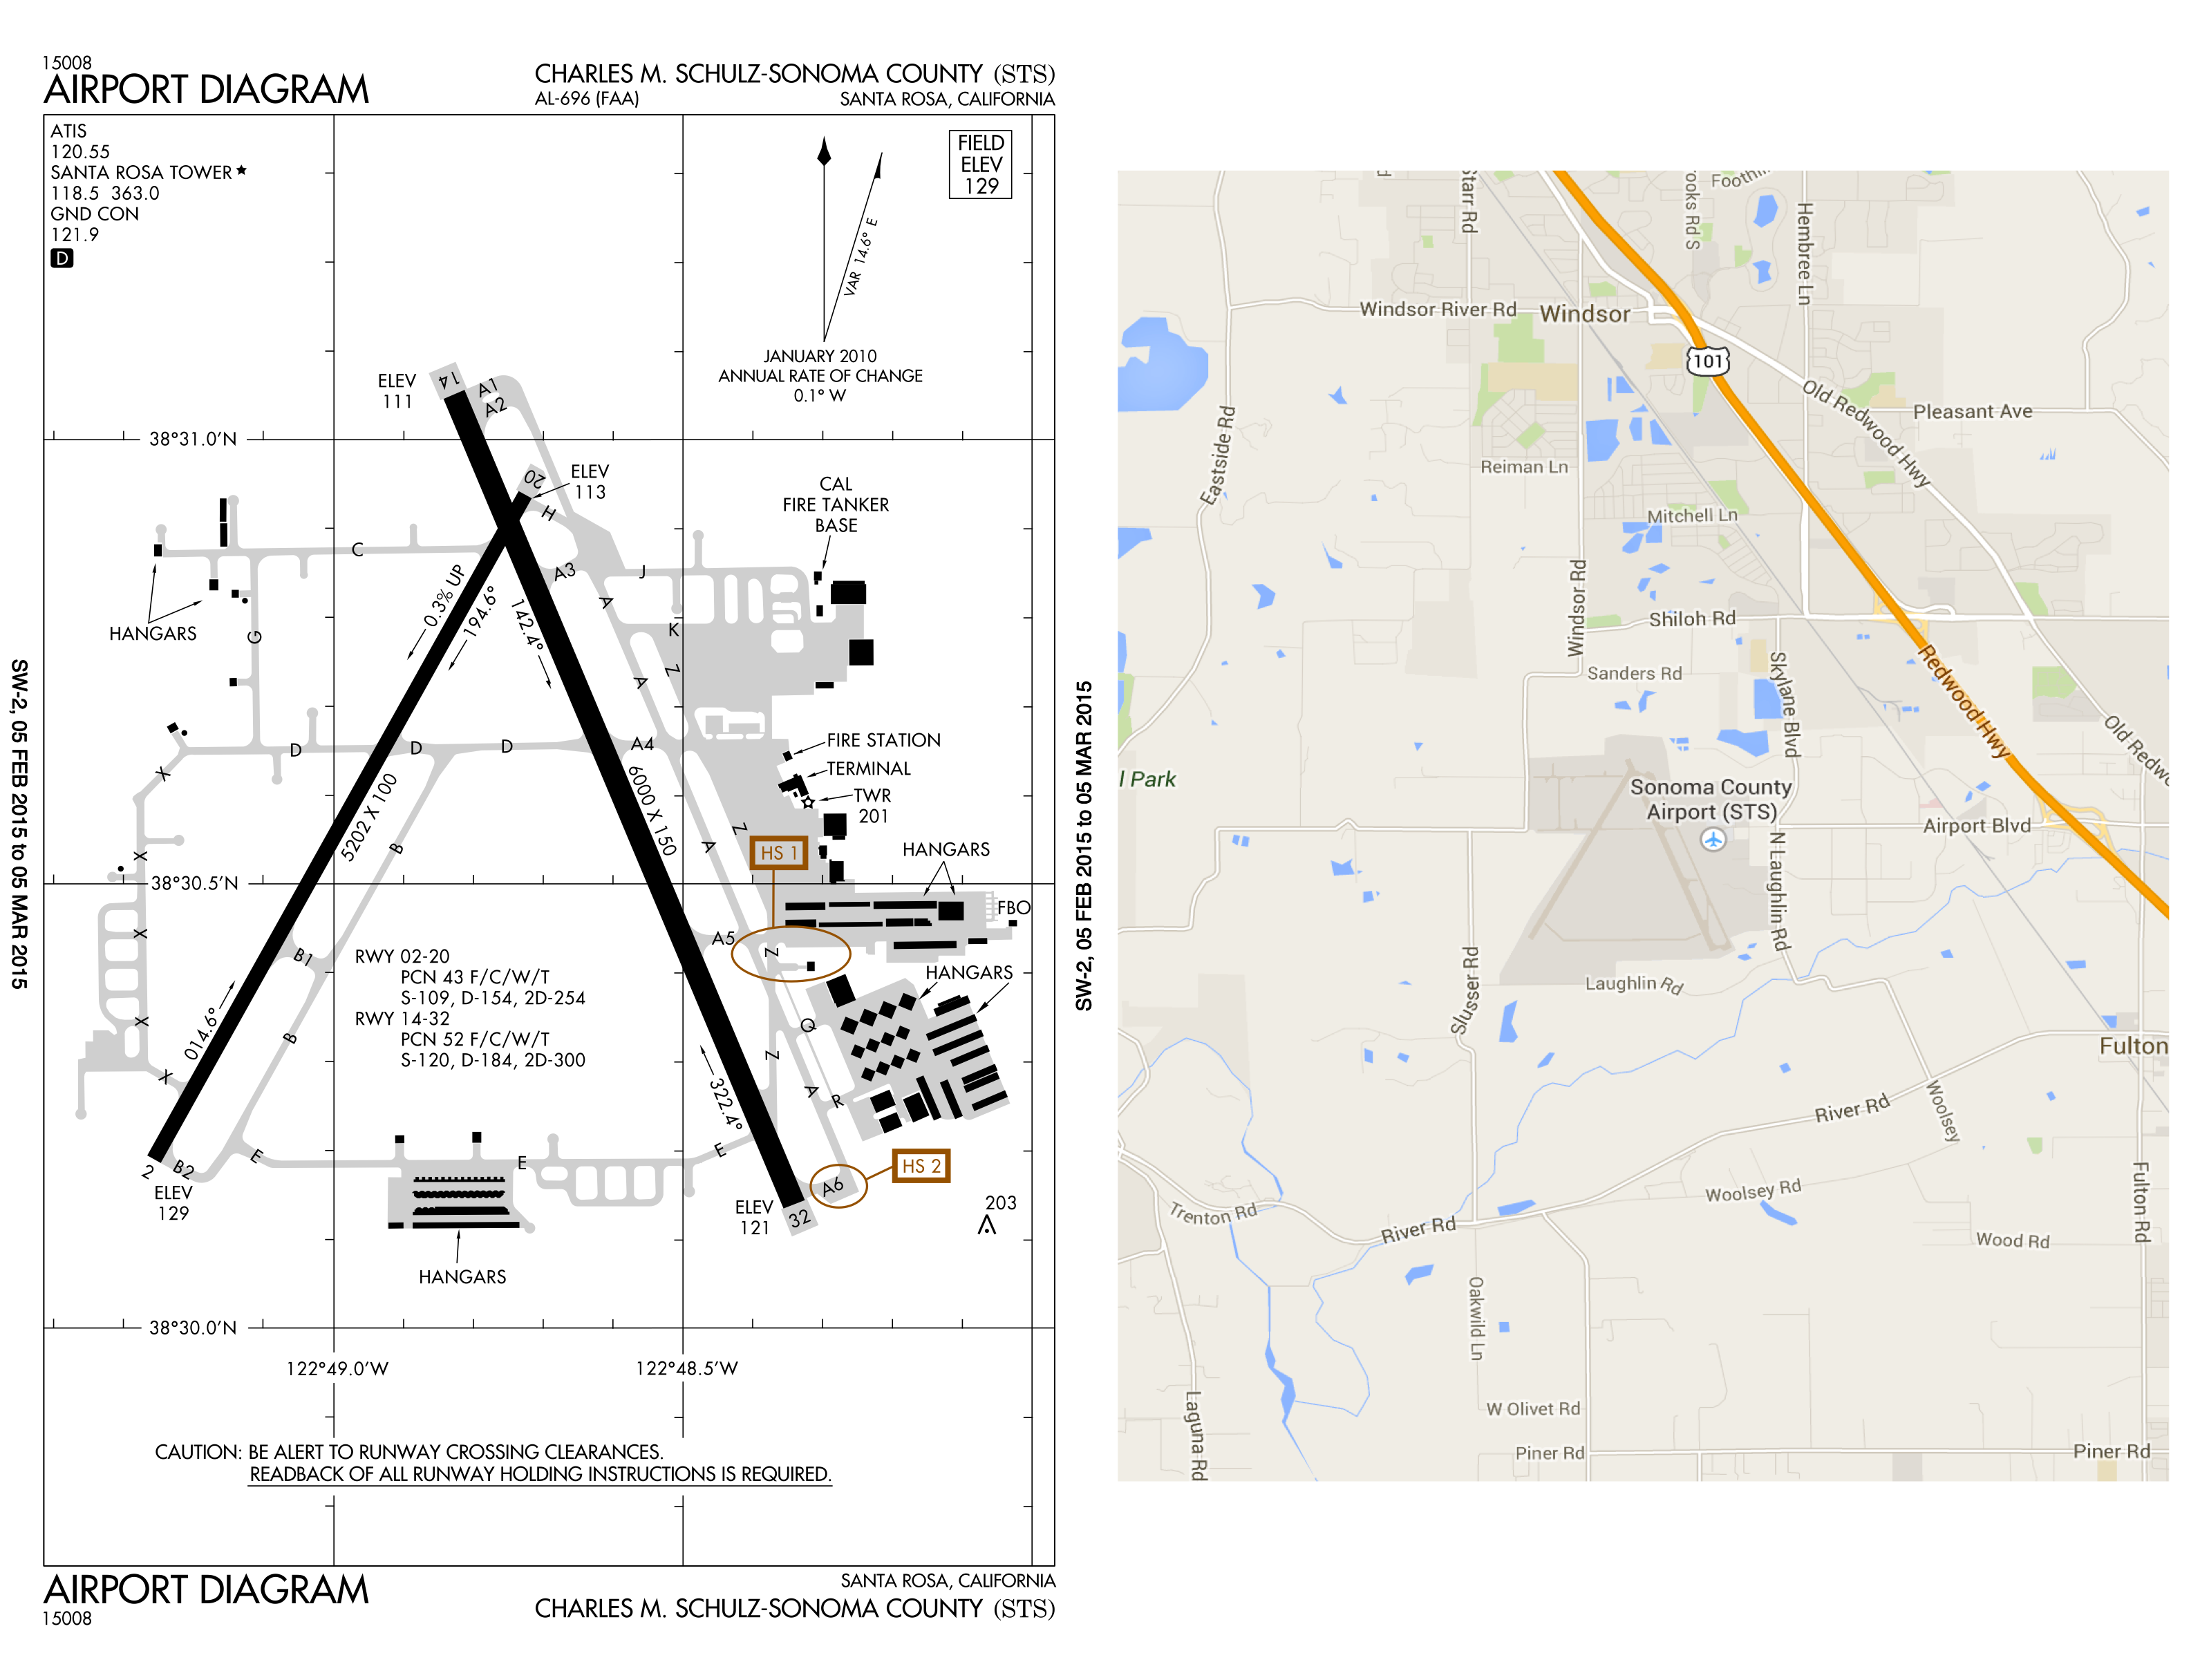 15008
AIRPORT DIAGRAM
CHARLES M. SCHULZ-SONOMA COUNTY (STS)
AL-696 (FAA)
SANTA ROSA, CALIFORNIA
ATIS
120.55
SANTA ROSA TOWER
118.5 363.0
GND CON
121.9
D
FIELD
ELEV
129
VAR 14.6° E
JANUARY 2010
ANNUAL RATE OF CHANGE
0.1° W
ELEV
111
14
A1
A2
38°31.0'N
20
ELEV
113
H
CAL
FIRE TANKER
BASE
C
A3
J
A
HANGARS
G
0.3% UP
194.6°
142.4°
K
Z
A
D
D
D
A4
FIRE STATION
TERMINAL
TWR
201
X
5202 X 100
6000 X 150
B
Z
A
HS 1
HANGARS
X
38°30.5'N
FBO
X
A5
Z
B1
RWY 02-20
PCN 43 F/C/W/T
S-109, D-154, 2D-254
RWY 14-32
PCN 52 F/C/W/T
S-120, D-184, 2D-300
HANGARS
014.6°
X
B
Q
Z
X
322.4°
A
R
E
E
E
2
B2
ELEV
129
HS 2
A6
ELEV
121
32
203
HANGARS
38°30.0'N
122°49.0'W
122°48.5'W
CAUTION: BE ALERT TO RUNWAY CROSSING CLEARANCES.
READBACK OF ALL RUNWAY HOLDING INSTRUCTIONS IS REQUIRED.
AIRPORT DIAGRAM
15008
SANTA ROSA, CALIFORNIA
CHARLES M. SCHULZ-SONOMA COUNTY (STS)
SW-2, 05 FEB 2015 to 05 MAR 2015
SW-2, 05 FEB 2015 to 05 MAR 2015
Starr Rd
ooks Rd S
Foothi
Hembree Ln
Windsor River Rd
Windsor
101
Old Redwood Hwy
Pleasant Ave
Eastside Rd
Reiman Ln
Mitchell Ln
Windsor Rd
Shiloh Rd
Sanders Rd
Skylane Blvd
Redwood Hwy
Old Redwo
l Park
Sonoma County
Airport (STS)
Airport Blvd
N Laughlin Rd
Laughlin Rd
Slusser Rd
Fulton
River Rd
Woolsey
Woolsey Rd
Trenton Rd
River Rd
Fulton Rd
Wood Rd
Oakwild Ln
Laguna Rd
W Olivet Rd
Piner Rd
Piner Rd